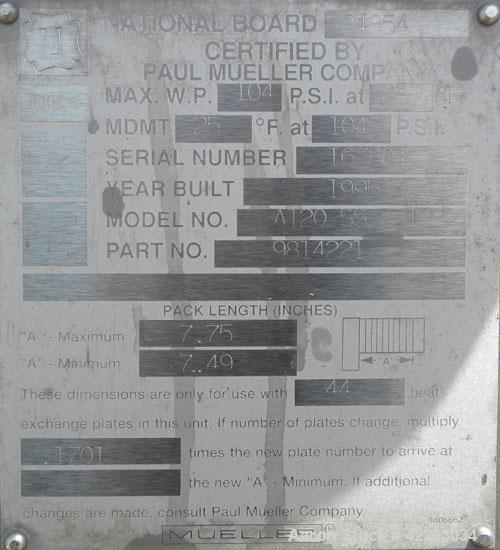 U
NATIONAL BOARD
CERTIFIED BY
PAUL MUELLER COMPANY
MAX. W.P. 104 P.S.I. at
MDMT 25 °F. at 104 P.S.I.
SERIAL NUMBER
YEAR BUILT 1995
MODEL NO. AT20
PART NO. 9814221
PACK LENGTH (INCHES)
"A" - Maximum 7.75
"A" - Minimum 7.49
A
These dimensions are only for use with 44 heat
exchange plates in this unit. If number of plates change, multiply
.1701 times the new plate number to arrive at
the new "A" - Minimum. If additional
changes are made, consult Paul Mueller Company.
9806662
MUELLER